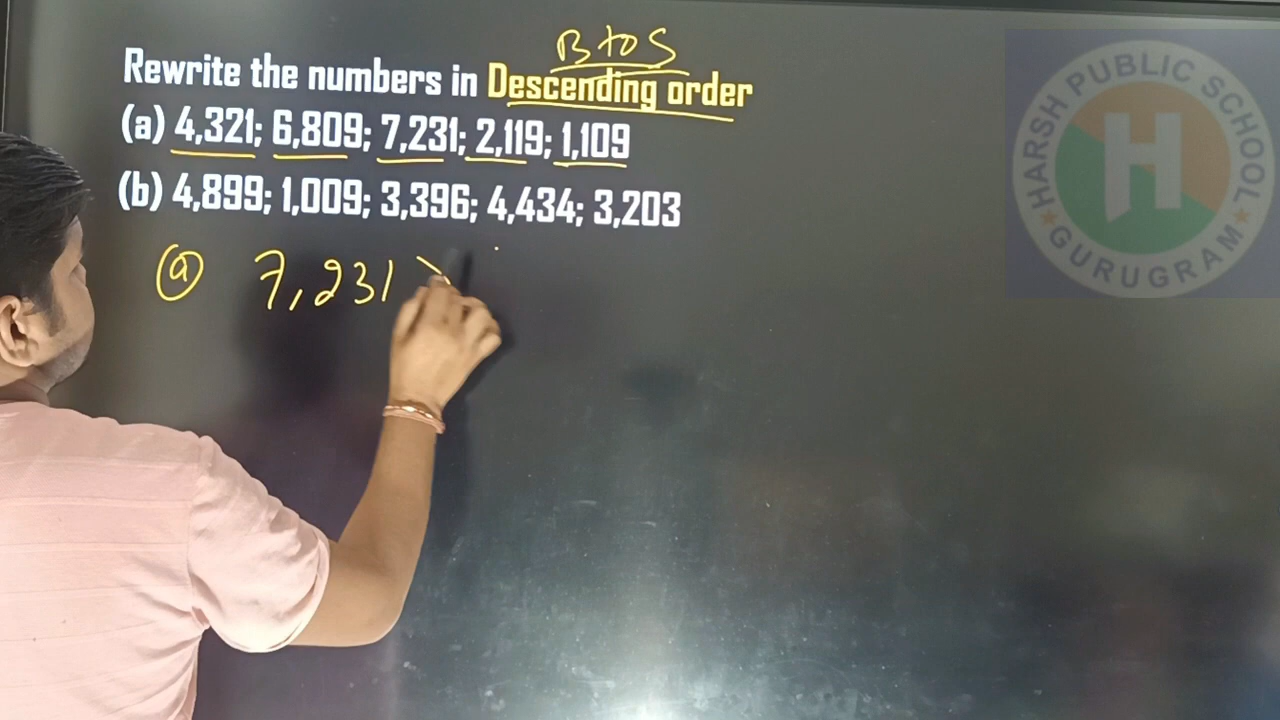 B to S
Rewrite the numbers in Descending order
(a) 4,321; 6,809; 7,231; 2,119; 1,109
(b) 4,899; 1,009; 3,396; 4,434; 3,203
(a) 7,231 >
HARSH PUBLIC SCHOOL
H
GURUGRAM